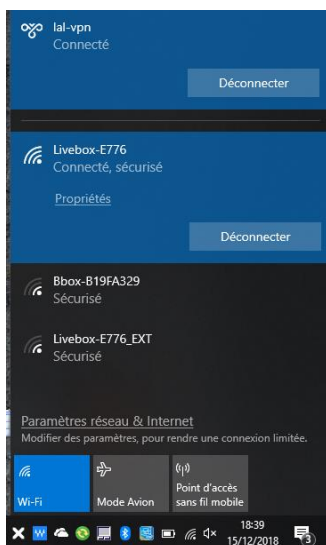 lal-vpn
Connecté
Déconnecter
Livebox-E776
Connecté, sécurisé
Propriétés
Déconnecter
Bbox-B19FA329
Sécurisé
Livebox-E776_EXT
Sécurisé
Paramètres réseau & Internet
Modifier des paramètres, pour rendre une connexion limitée.
Wi-Fi
Mode Avion
Point d'accès
sans fil mobile
18:39
15/12/2018
3